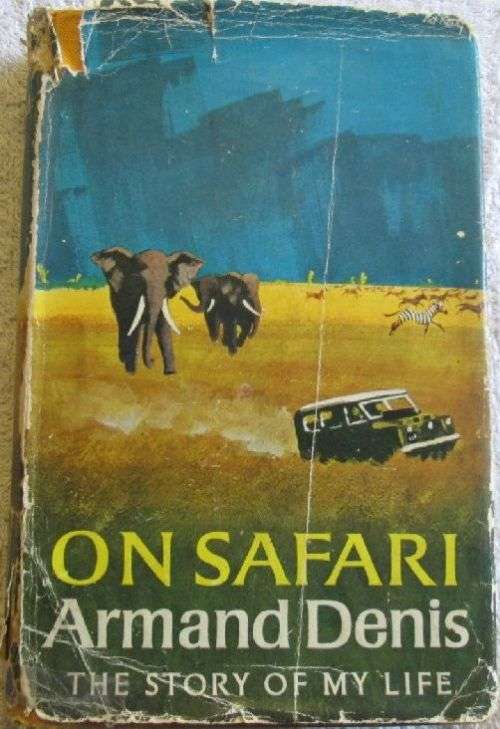 ON SAFARI
Armand Denis
THE STORY OF MY LIFE